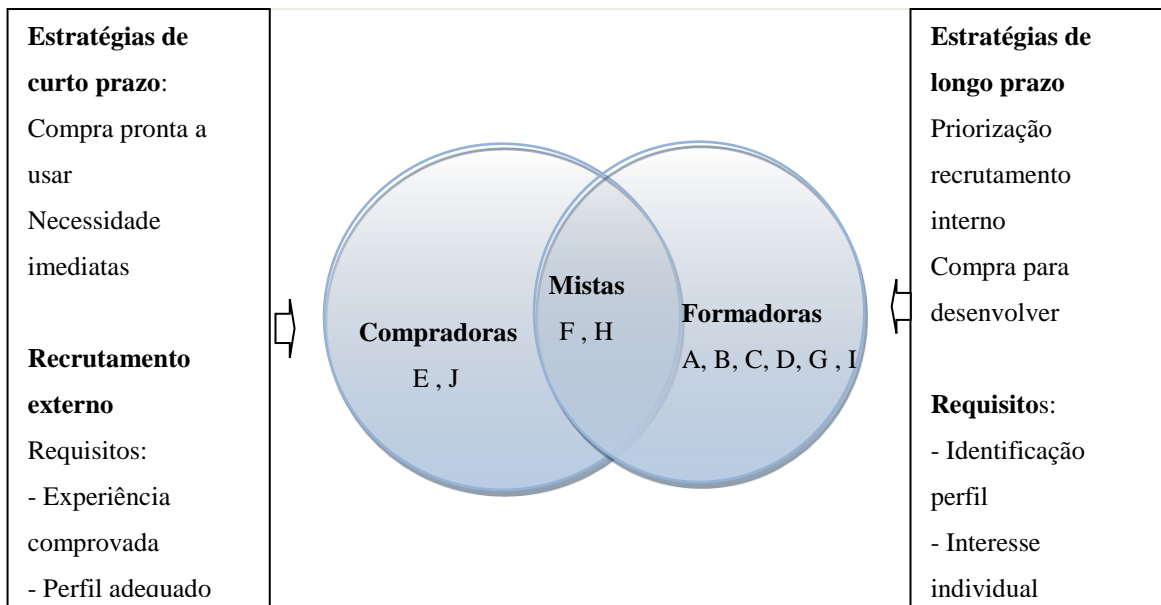 Estratégias de
curto prazo:
Compra pronta a
usar
Necessidade
imediatas
Recrutamento
externo
Requisitos:
- Experiência
comprovada
- Perfil adequado
Compradoras
E , J
Mistas
F , H
Formadoras
A, B, C, D, G , I
Estratégias de
longo prazo
Priorização
recrutamento
interno
Compra para
desenvolver
Requisitos:
- Identificação
perfil
- Interesse
individual